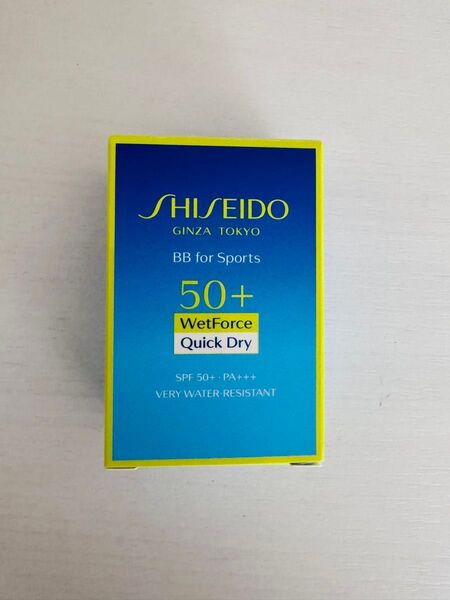 SHISEIDO
GINZA TOKYO
BB for Sports
50+
WetForce
Quick Dry
SPF 50+・PA+++
VERY WATER-RESISTANT